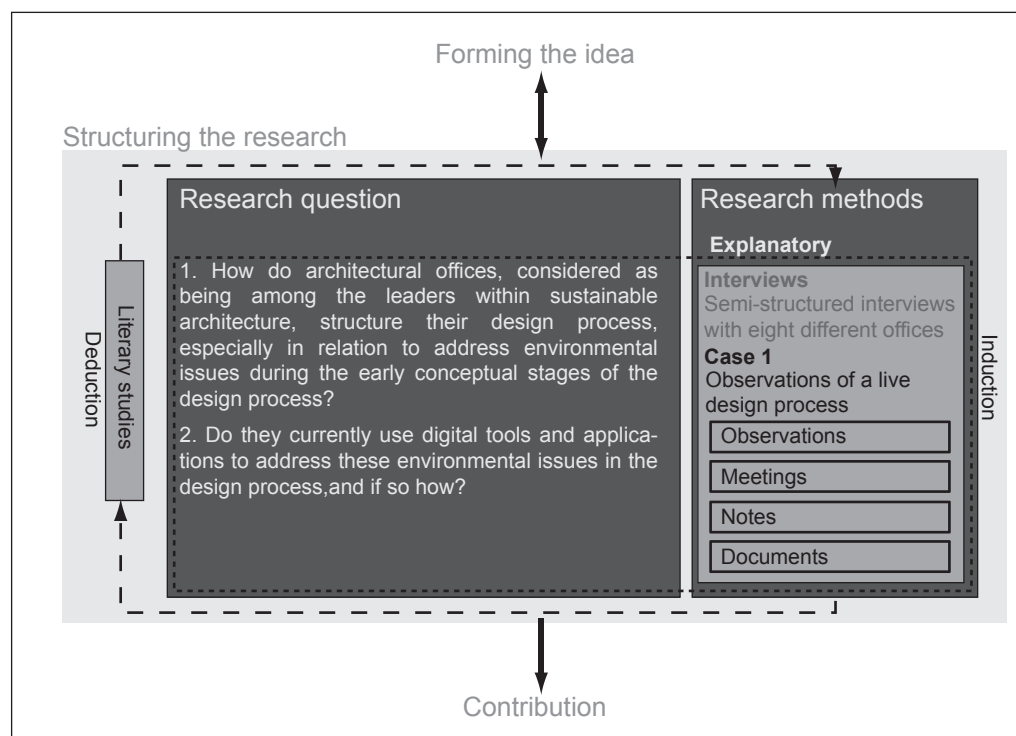 Forming the idea
Structuring the research
Deduction
Literary studies
Research question
1. How do architectural offices, considered as
being among the leaders within sustainable
architecture, structure their design process,
especially in relation to address environmental
issues during the early conceptual stages of the
design process?
2. Do they currently use digital tools and applica-
tions to address these environmental issues in the
design process,and if so how?
Research methods
Explanatory
Interviews
Semi-structured interviews
with eight different offices
Case 1
Observations of a live
design process
Observations
Meetings
Notes
Documents
Induction
Contribution